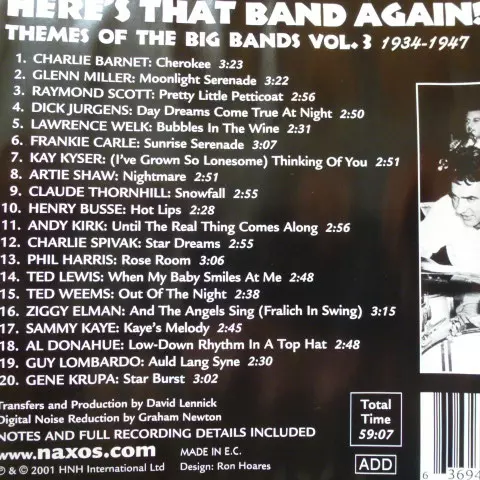 HERE'S THAT BAND AGAIN!
THEMES OF THE BIG BANDS VOL. 3 1934-1947
1. CHARLIE BARNET: Cherokee 3:23
2. GLENN MILLER: Moonlight Serenade 3:22
3. RAYMOND SCOTT: Pretty Little Petticoat 2:56
4. DICK JURGENS: Day Dreams Come True At Night 2:50
5. LAWRENCE WELK: Bubbles In The Wine 2:31
6. FRANKIE CARLE: Sunrise Serenade 3:07
7. KAY KYSER: (I've Grown So Lonesome) Thinking Of You 2:51
8. ARTIE SHAW: Nightmare 2:51
9. CLAUDE THORNHILL: Snowfall 2:55
10. HENRY BUSSE: Hot Lips 2:28
11. ANDY KIRK: Until The Real Thing Comes Along 2:56
12. CHARLIE SPIVAK: Star Dreams 2:55
13. PHIL HARRIS: Rose Room 3:06
14. TED LEWIS: When My Baby Smiles At Me 2:48
15. TED WEEMS: Out Of The Night 2:38
16. ZIGGY ELMAN: And The Angels Sing (Fralich In Swing) 3:15
17. SAMMY KAYE: Kaye's Melody 2:45
18. AL DONAHUE: Low-Down Rhythm In A Top Hat 2:48
19. GUY LOMBARDO: Auld Lang Syne 2:30
20. GENE KRUPA: Star Burst 3:02
Transfers and Production by David Lennick
Digital Noise Reduction by Graham Newton
NOTES AND FULL RECORDING DETAILS INCLUDED
www.naxos.com MADE IN E.C.
℗ & © 2001 HNH International Ltd Design: Ron Hoares
Total
Time
59:07
ADD
6 3694